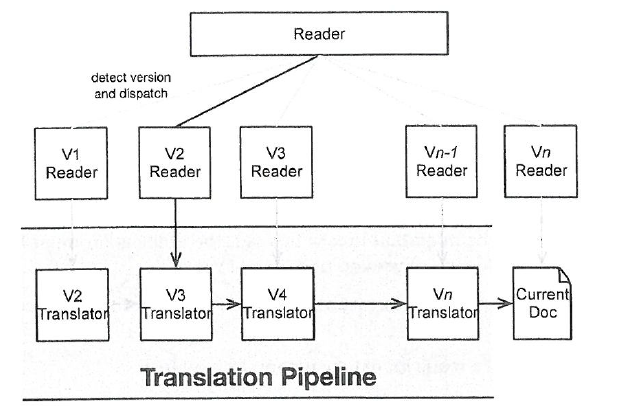 Reader
detect version
and dispatch
V1
Reader
V2
Reader
V3
Reader
Vn-1
Reader
Vn
Reader
V2
Translator
V3
Translator
V4
Translator
Vn
Translator
Current
Doc
Translation Pipeline